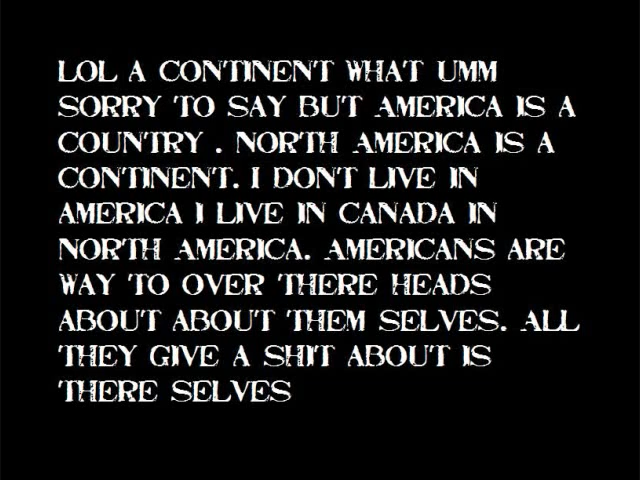 LOL A CONTINENT WHAT UMM
SORRY TO SAY BUT AMERICA IS A
COUNTRY . NORTH AMERICA IS A
CONTINENT. I DONT LIVE IN
AMERICA I LIVE IN CANADA IN
NORTH AMERICA. AMERICANS ARE
WAY TO OVER THERE HEADS
ABOUT ABOUT THEM SELVES. ALL
THEY GIVE A SHIT ABOUT IS
THERE SELVES